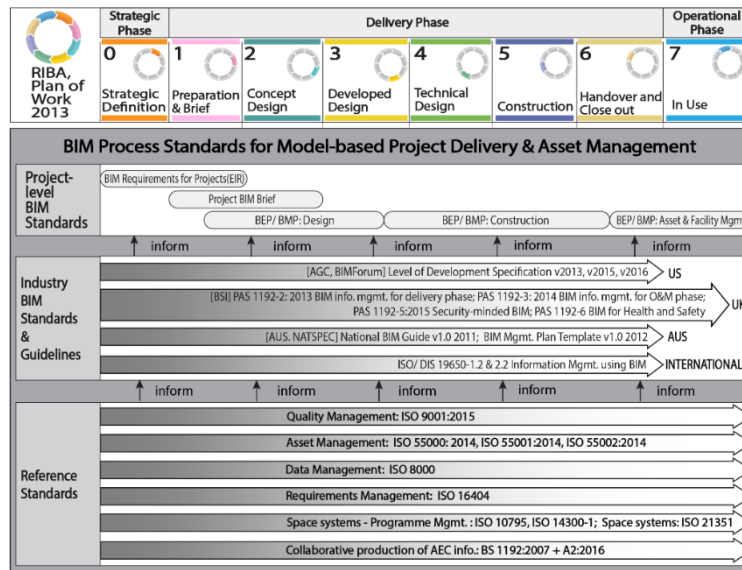 RIBA,
Plan of
Work
2013
Strategic
Phase
Delivery Phase
Operational
Phase
0
Strategic
Definition
1
Preparation
& Brief
2
Concept
Design
3
Developed
Design
4
Technical
Design
5
Construction
6
Handover and
Close out
7
In Use
BIM Process Standards for Model-based Project Delivery & Asset Management
Project-
level
BIM
Standards
BIM Requirements for Projects(EIR)
Project BIM Brief
BEP/ BMP: Design
BEP/ BMP: Construction
BEP/ BMP: Asset & Facility Mgm
inform inform inform inform inform
Industry
BIM
Standards
&
Guidelines
[AGC, BIMForum] Level of Development Specification v2013, v2015, v2016
US
[BSI] PAS 1192-2: 2013 BIM info. mgmt. for delivery phase; PAS 1192-3: 2014 BIM info. mgmt. for O&M phase;
PAS 1192-5:2015 Security-minded BIM; PAS 1192-6 BIM for Health and Safety
UK
[AUS. NATSPEC] National BIM Guide v1.0 2011; BIM Mgmt. Plan Template v1.0 2012
AUS
ISO/ DIS 19650-1.2 & 2.2 Information Mgmt. using BIM
INTERNATIONAL
inform inform inform inform inform
Reference
Standards
Quality Management: ISO 9001:2015
Asset Management: ISO 55000: 2014, ISO 55001:2014, ISO 55002:2014
Data Management: ISO 8000
Requirements Management: ISO 16404
Space systems - Programme Mgmt. : ISO 10795, ISO 14300-1; Space systems: ISO 21351
Collaborative production of AEC info.: BS 1192:2007 + A2:2016